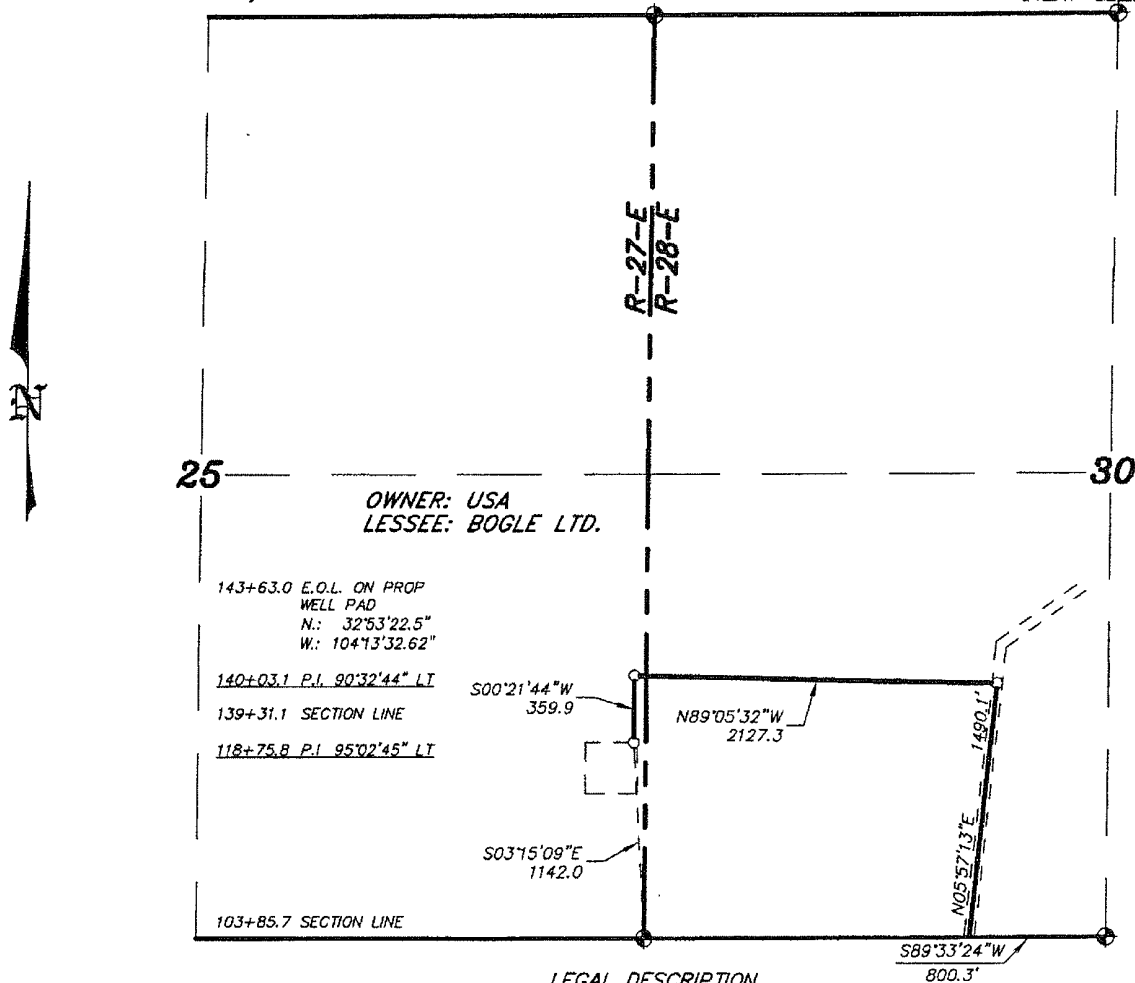 R-27-E
R-28-E
25
30
OWNER: USA
LESSEE: BOGLE LTD.
143+63.0 E.O.L. ON PROP
WELL PAD
N.: 32°53'22.5"
W.: 104°13'32.62"
140+03.1 P.I. 90°32'44" LT
139+31.1 SECTION LINE
118+75.8 P.I 95°02'45" LT
S00°21'44"W
359.9
N89°05'32"W
2127.3
1490.1'
N05°57'13"E
S03°15'09"E
1142.0
103+85.7 SECTION LINE
S89°33'24"W
800.3'
LEGAL DESCRIPTION